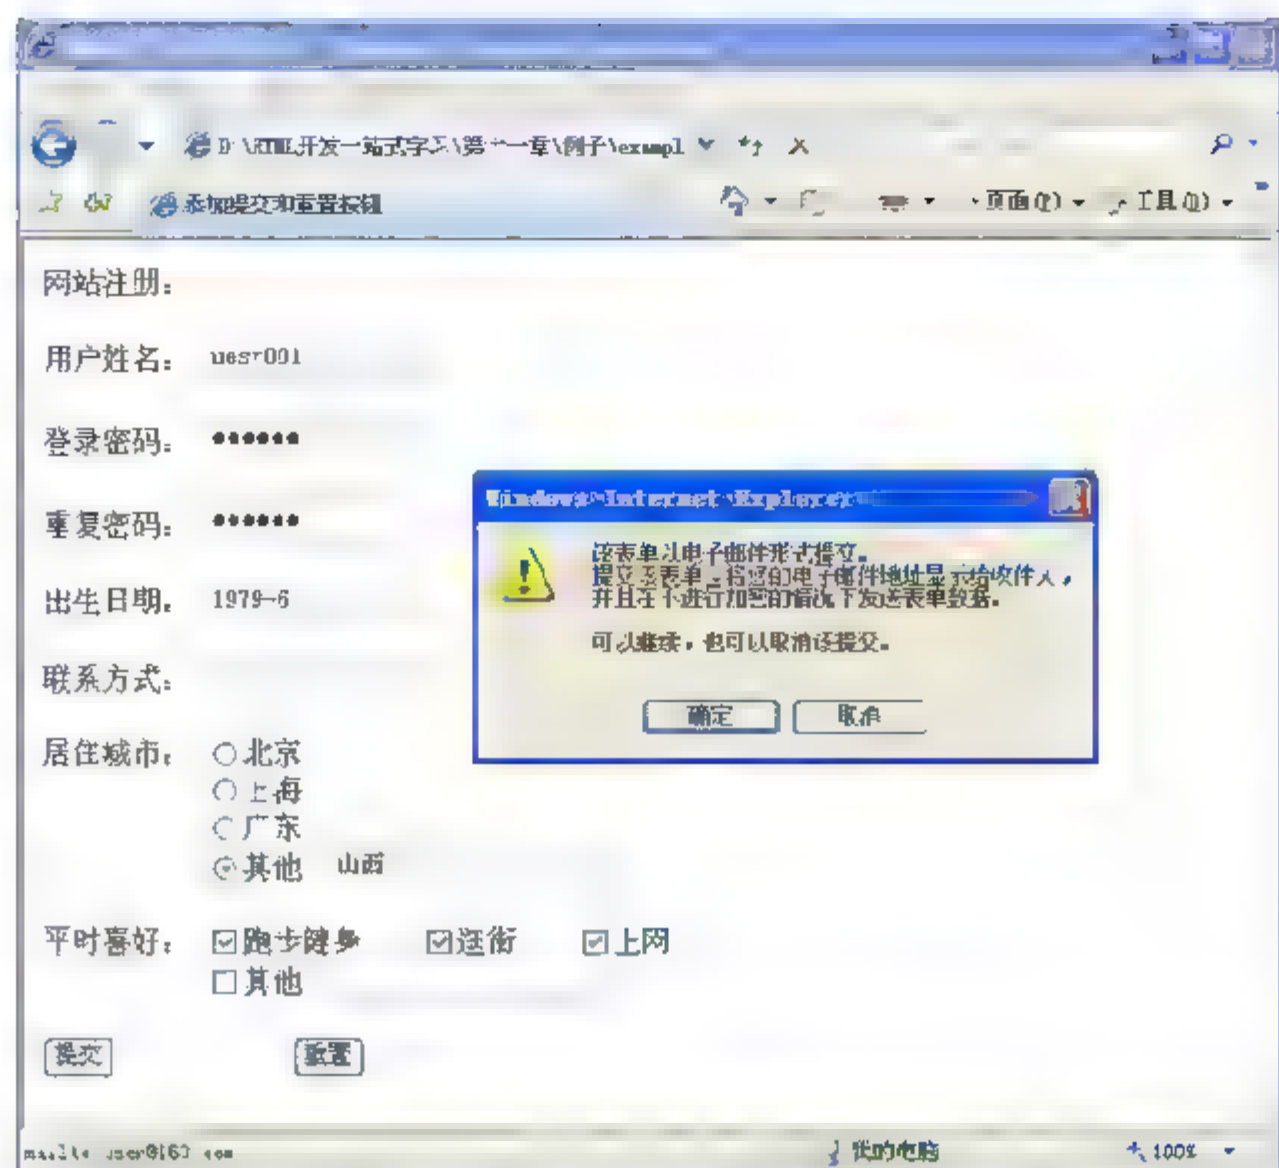 D:\HTML开发一站式学习\第十一章\例子\exampl
添加提交和重置按钮
页面(P)
工具(O)
网站注册:
用户姓名: uesr001
登录密码: ●●●●●●
重复密码: ●●●●●●
出生日期: 1979-6
联系方式:
Windows Internet Explorer
该表单以电子邮件形式提交。
提交该表单 将您的电子邮件地址显示给收件人,
并且在不进行加密的情况下发送表单数据。
可以继续,也可以取消该提交。
确定
取消
居住城市: 北京
上海
广东
其他 山西
平时喜好: 跑步健身 逛街 上网
其他
提交 重置
mailto user@163 com
我的电脑
100%